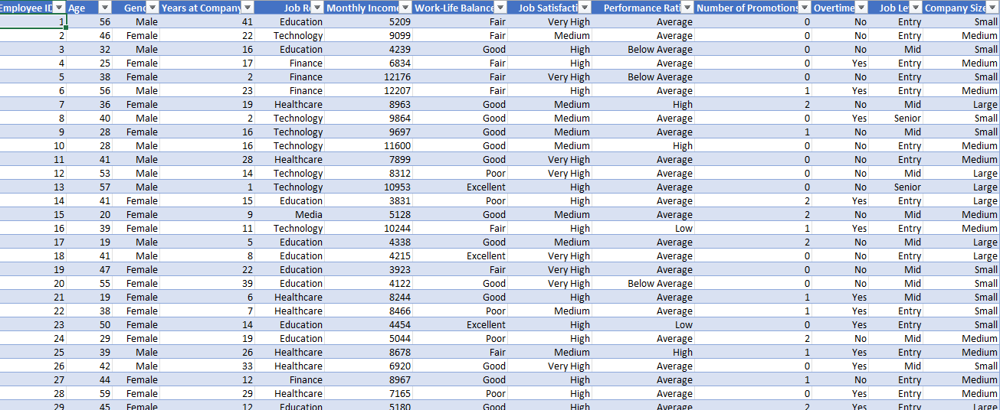 Employee ID Age Gend Years at Company Job R Monthly Income Work-Life Balance Job Satisfacti Performance Rati Number of Promotions Overtime Job Le Company Size
1 56 Male 41 Education 5209 Fair Very High Average 0 No Entry Small
2 46 Female 22 Technology 9099 Fair Medium Average 0 No Entry Medium
3 32 Male 16 Education 4239 Good High Below Average 0 No Mid Small
4 25 Female 17 Finance 6834 Fair High Average 0 Yes Entry Medium
5 38 Female 2 Finance 12176 Fair Very High Below Average 0 No Entry Small
6 56 Male 23 Finance 12207 Fair High Average 1 Yes Entry Medium
7 36 Female 19 Healthcare 8963 Good Medium High 2 No Mid Large
8 40 Male 2 Technology 9864 Good Medium Average 0 Yes Senior Small
9 28 Female 16 Technology 9697 Good Medium Average 1 No Mid Small
10 28 Male 16 Technology 11600 Good Medium High 0 No Entry Medium
11 41 Male 28 Healthcare 7899 Good Very High Average 0 No Entry Medium
12 53 Male 14 Technology 8312 Poor Very High Average 0 No Mid Large
13 57 Male 1 Technology 10953 Excellent High Average 0 No Senior Large
14 41 Female 15 Education 3831 Poor High Average 2 Yes Entry Large
15 20 Female 9 Media 5128 Good Medium Average 2 No Mid Medium
16 39 Female 11 Technology 10244 Fair High Low 1 Yes Entry Medium
17 19 Male 5 Education 4338 Good Medium Average 2 No Mid Large
18 41 Male 8 Education 4215 Excellent Very High Average 0 No Entry Large
19 47 Female 22 Education 3923 Fair Very High Average 0 No Mid Small
20 55 Female 39 Education 4122 Good Very High Below Average 0 No Mid Small
21 19 Female 6 Healthcare 8244 Good High Average 1 Yes Mid Small
22 38 Female 7 Healthcare 8466 Poor Medium Average 1 Yes Entry Small
23 50 Female 14 Education 4454 Excellent High Low 0 Yes Entry Small
24 29 Female 19 Education 5044 Poor High Average 2 No Mid Medium
25 39 Male 26 Healthcare 8678 Fair Medium High 1 Yes Entry Medium
26 42 Male 33 Healthcare 6920 Good Very High Average 0 Yes Mid Small
27 44 Female 12 Finance 8967 Good High Average 1 No Entry Medium
28 59 Female 29 Healthcare 7165 Poor High Average 0 Yes Entry Medium
29 45 Female 12 Education 5180 Good High Average 2 Yes Entry Large